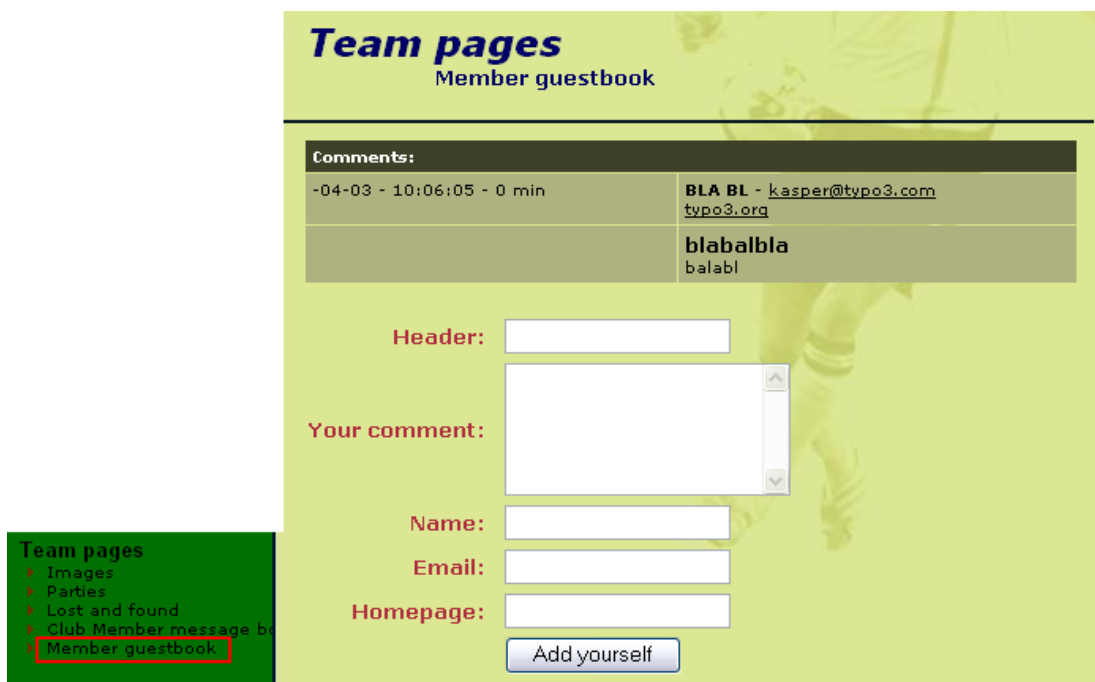 Team pages
Member guestbook
Comments:
-04-03 - 10:06:05 - 0 min
BLA BL - kasper@typo3.com
typo3.org
blabalbla
balabl
Header:
Your comment:
Name:
Email:
Homepage:
Add yourself
Team pages
Images
Parties
Lost and found
Club Member message bo
Member guestbook